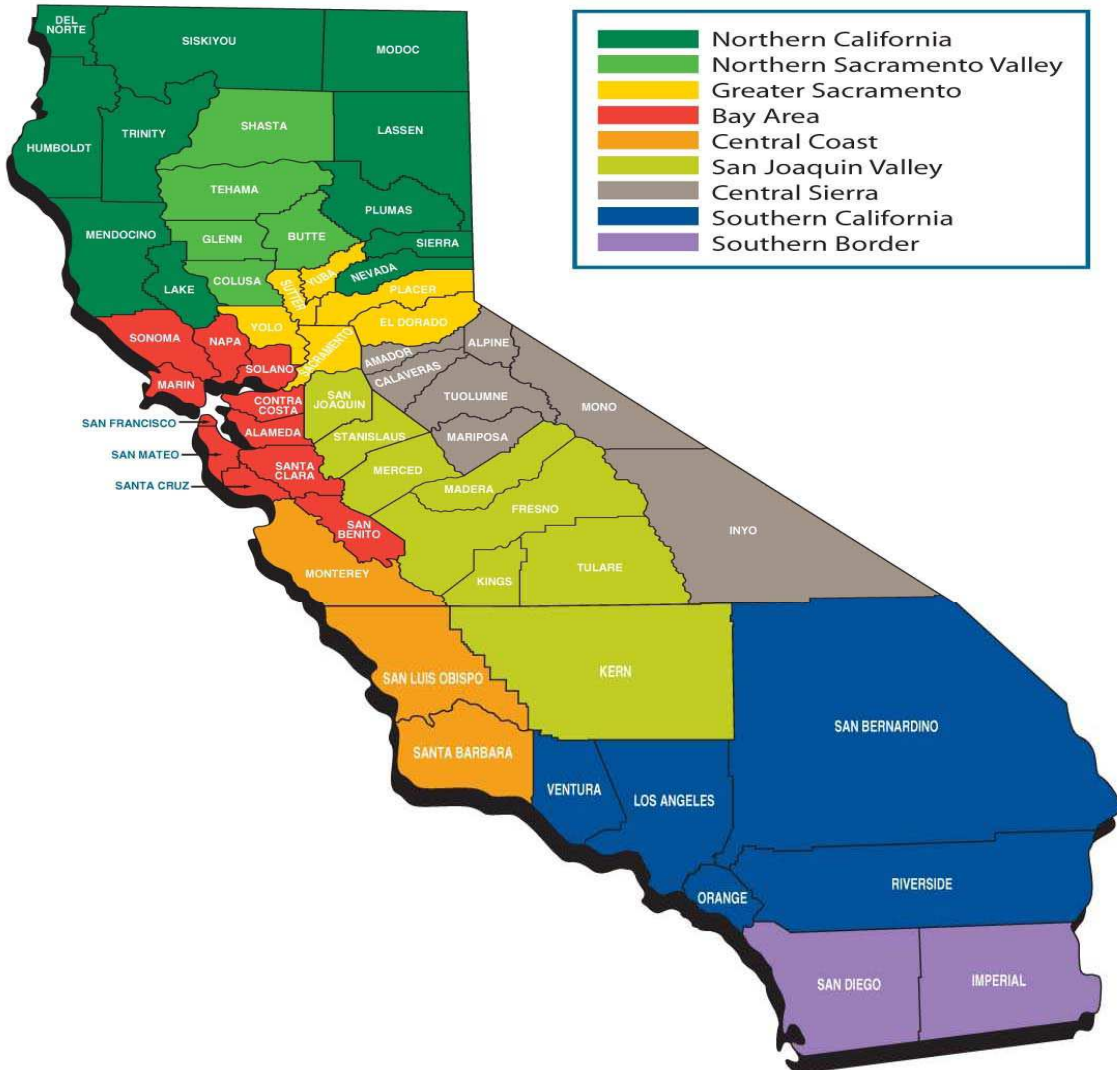 DEL
NORTE
SISKIYOU
MODOC
Northern California
Northern Sacramento Valley
Greater Sacramento
Bay Area
Central Coast
San Joaquin Valley
Central Sierra
Southern California
Southern Border
HUMBOLDT
TRINITY
SHASTA
LASSEN
TEHAMA
PLUMAS
MENDOCINO
GLENN
BUTTE
SIERRA
LAKE
COLUSA
SUTTER
YUBA
NEVADA
PLACER
SONOMA
NAPA
YOLO
EL DORADO
SACRAMENTO
SOLANO
AMADOR
ALPINE
MARIN
CALAVERAS
CONTRA
COSTA
SAN
JOAQUIN
TUOLUMNE
MONO
SAN FRANCISCO
ALAMEDA
STANISLAUS
MARIPOSA
SAN MATEO
SANTA
CLARA
MERCED
SANTA CRUZ
MADERA
FRESNO
SAN
BENITO
INYO
MONTEREY
KINGS
TULARE
SAN LUIS OBISPO
KERN
SAN BERNARDINO
SANTA BARBARA
VENTURA
LOS ANGELES
ORANGE
RIVERSIDE
SAN DIEGO
IMPERIAL